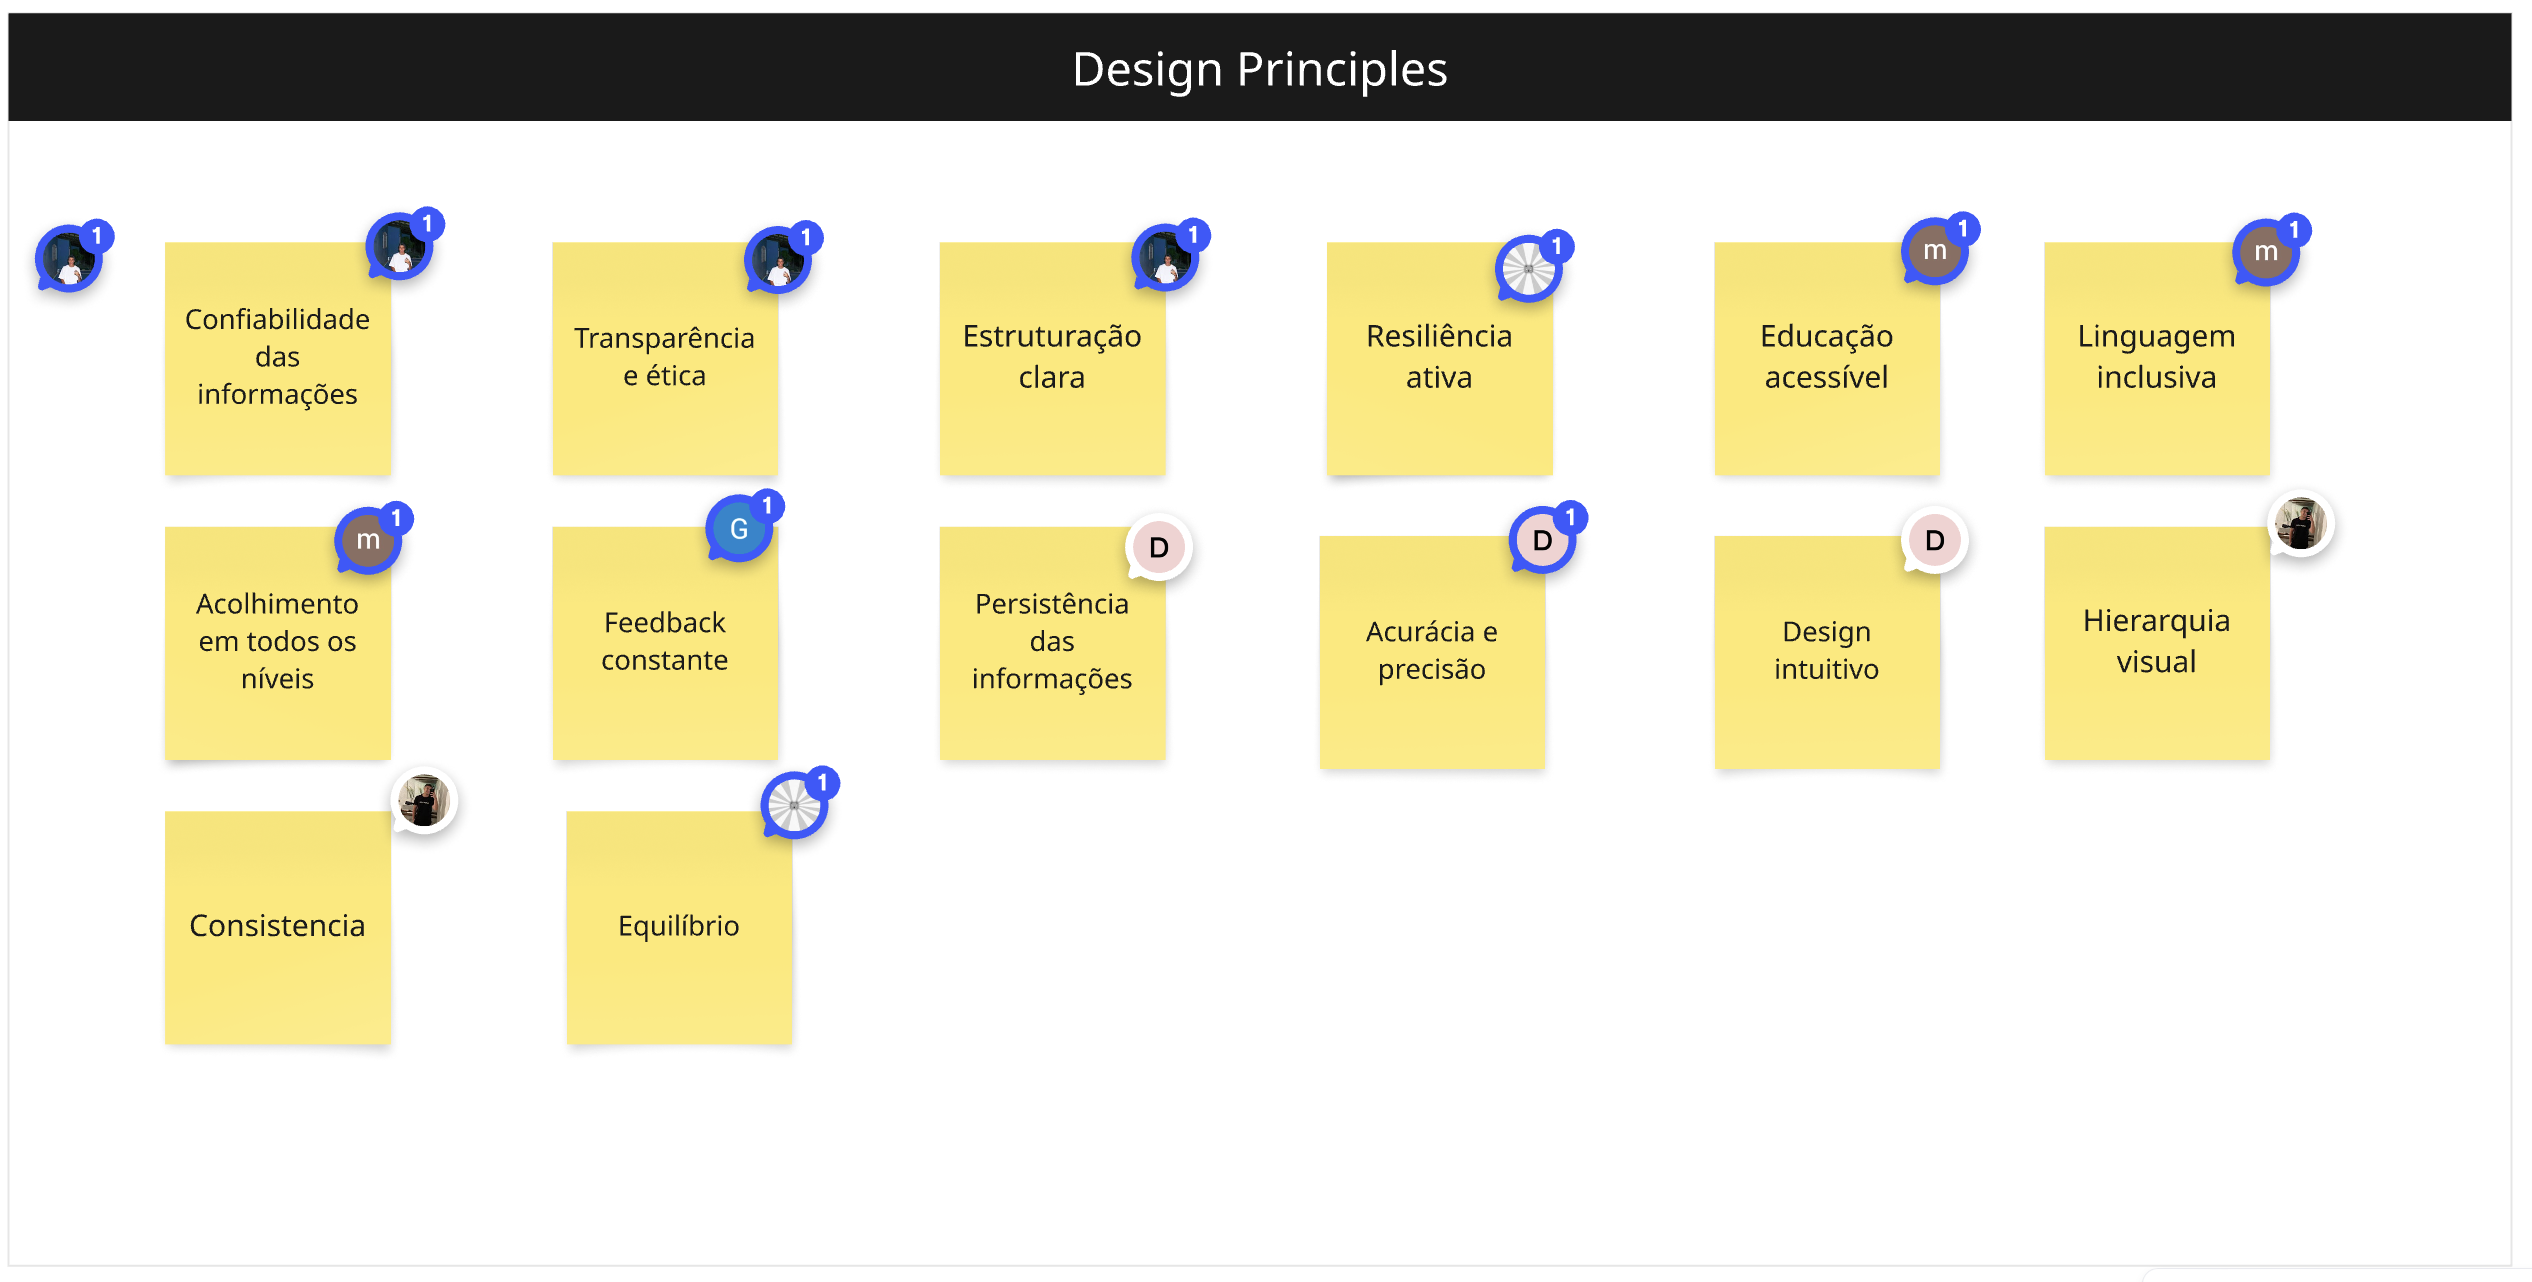 Design Principles
1
1
1
1
1
m 1
m 1
Confiabilidade
das
informações
Transparência
e ética
Estruturação
clara
Resiliência
ativa
Educação
acessível
Linguagem
inclusiva
m 1
G 1
D
D 1
D
Acolhimento
em todos os
níveis
Feedback
constante
Persistência
das
informações
Acurácia e
precisão
Design
intuitivo
Hierarquia
visual
1
Consistencia
Equilíbrio